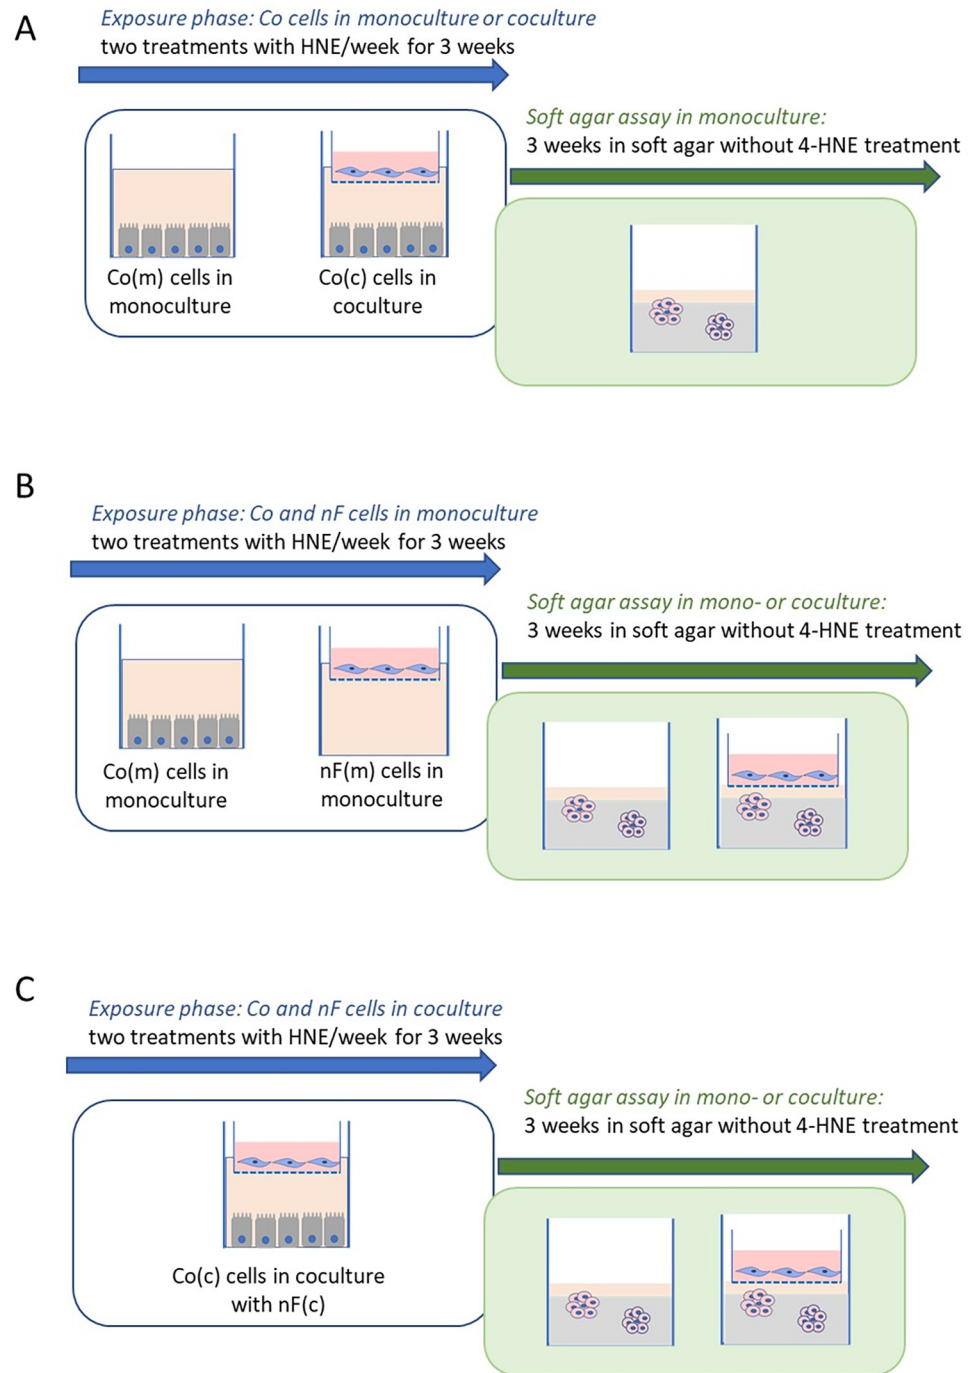 A
Exposure phase: Co cells in monoculture or coculture
two treatments with HNE/week for 3 weeks
Soft agar assay in monoculture:
3 weeks in soft agar without 4-HNE treatment
Co(m) cells in
monoculture
Co(c) cells in
coculture
B
Exposure phase: Co and nF cells in monoculture
two treatments with HNE/week for 3 weeks
Soft agar assay in mono- or coculture:
3 weeks in soft agar without 4-HNE treatment
Co(m) cells in
monoculture
nF(m) cells in
monoculture
C
Exposure phase: Co and nF cells in coculture
two treatments with HNE/week for 3 weeks
Soft agar assay in mono- or coculture:
3 weeks in soft agar without 4-HNE treatment
Co(c) cells in coculture
with nF(c)